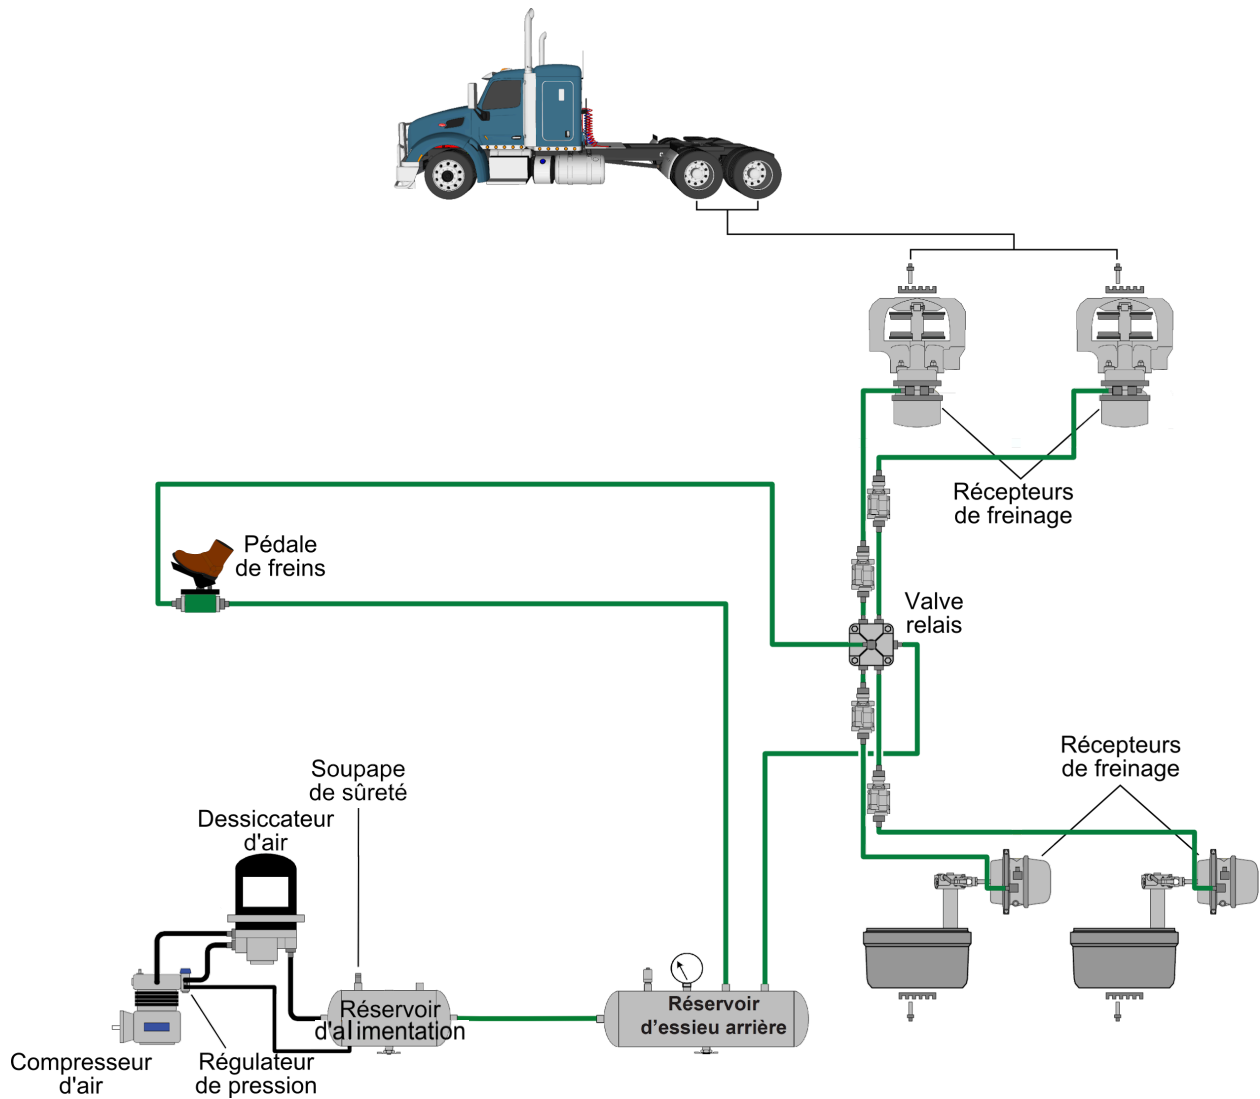 Récepteurs
de freinage
Pédale
de freins
Valve
relais
Récepteurs
de freinage
Soupape
de sûreté
Dessiccateur
d'air
Réservoir
d'alimentation
Réservoir
d'essieu arrière
Compresseur
d'air
Régulateur
de pression